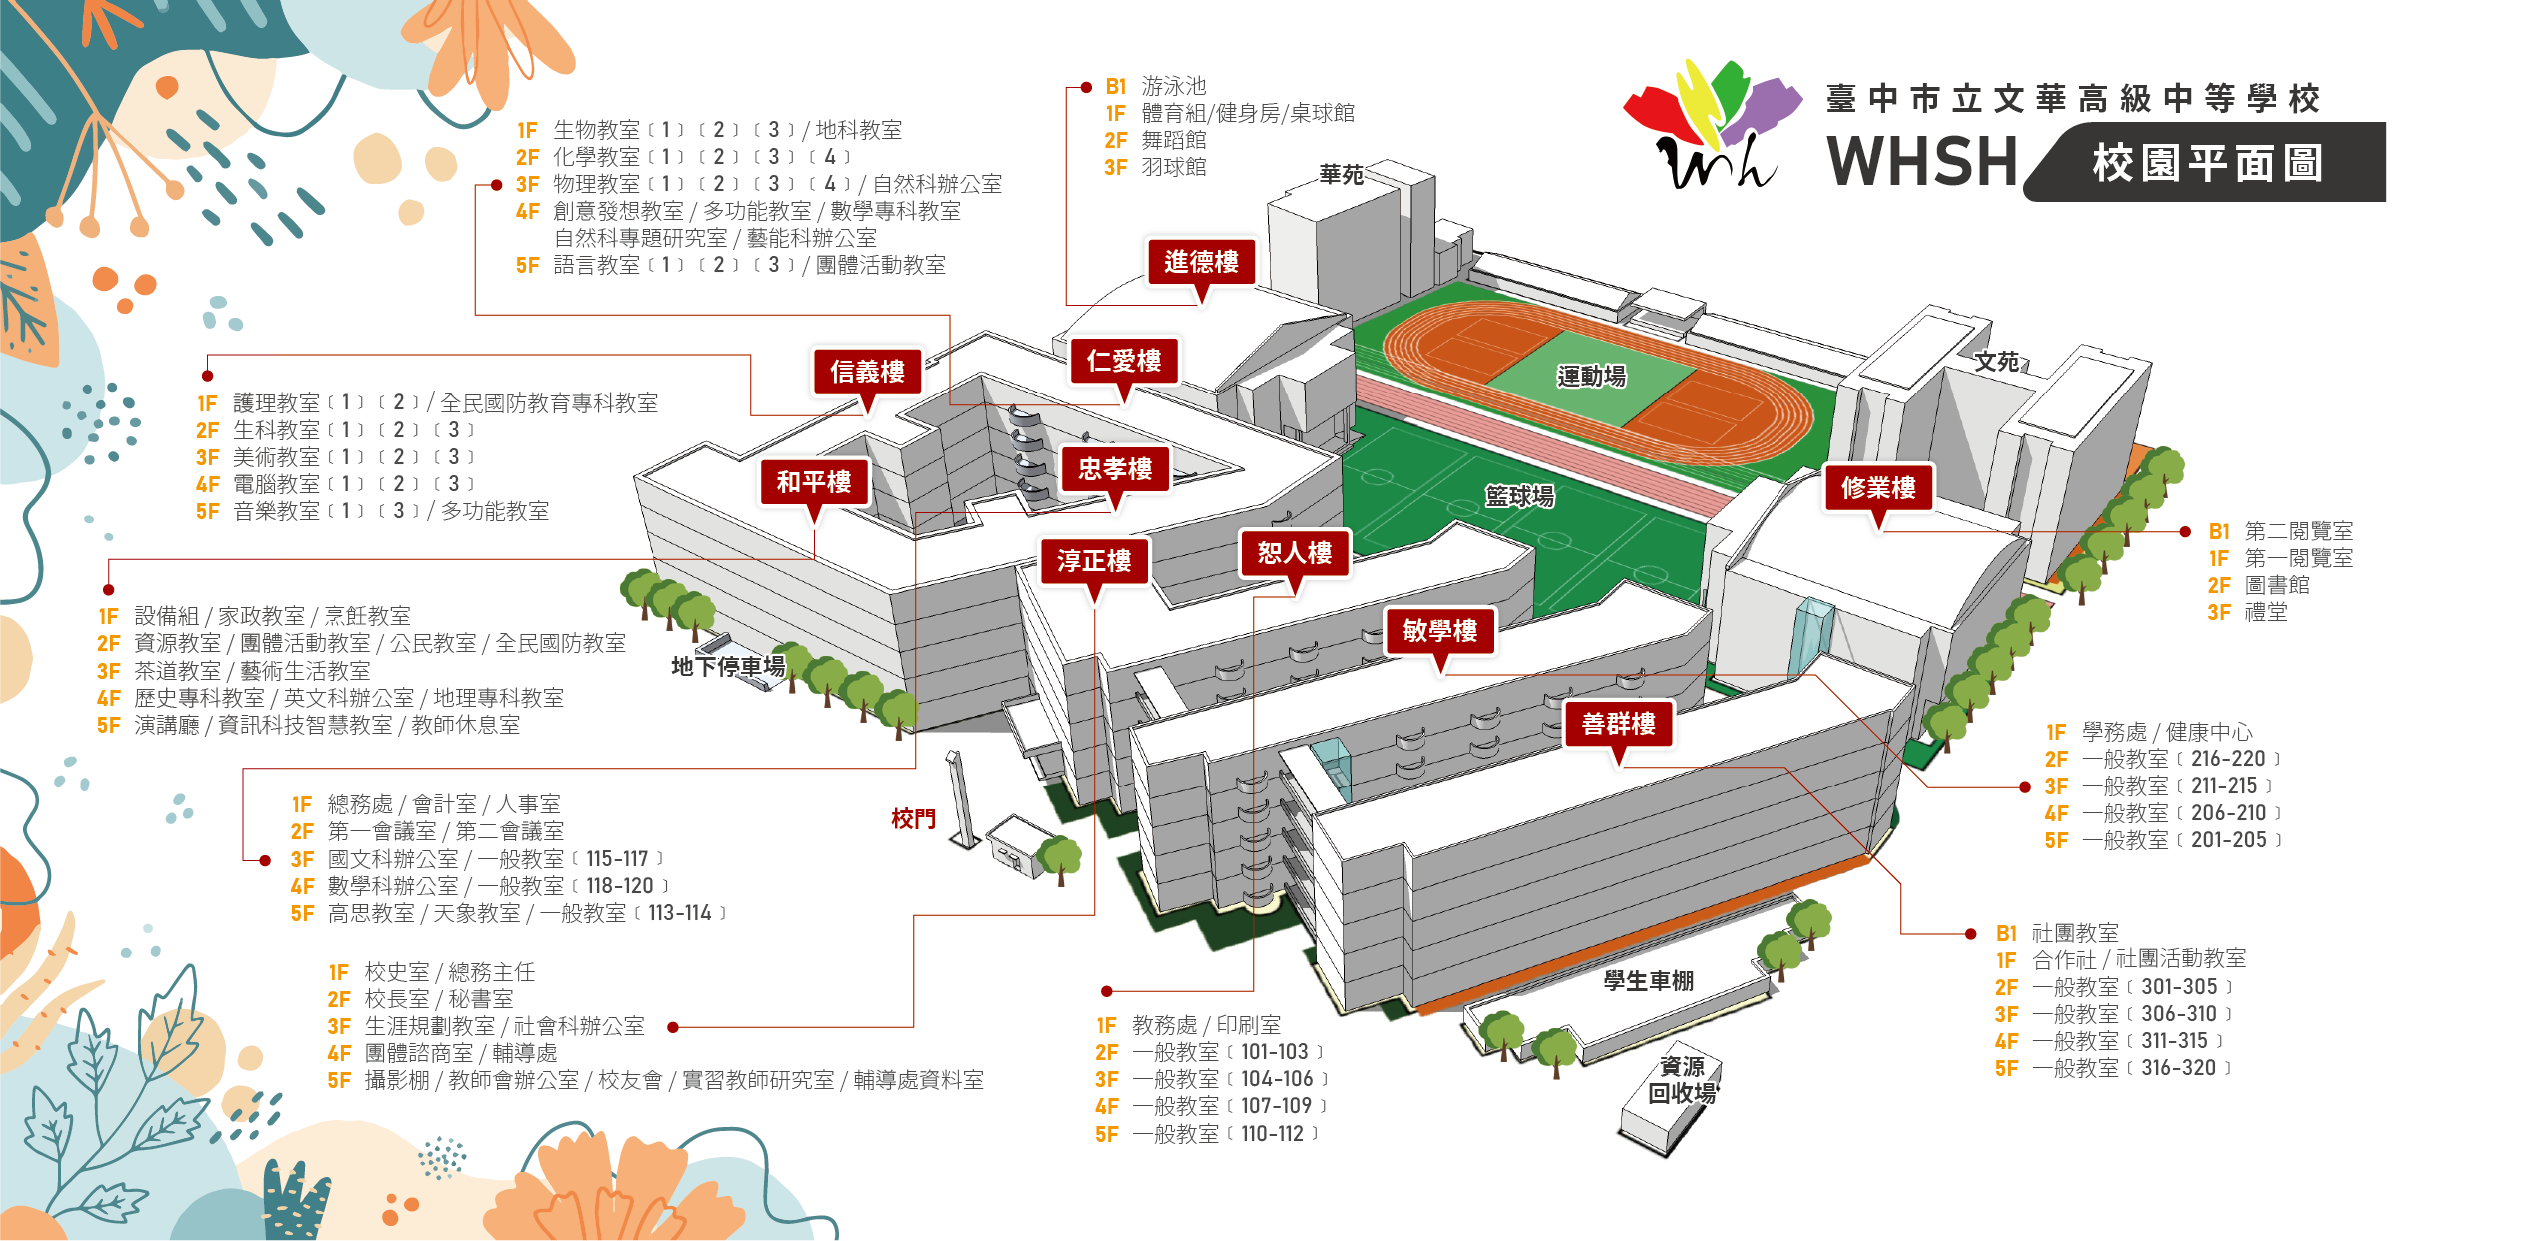 臺中市立文華高級中等學校
WHSH 校園平面圖
1F 生物教室﹝1﹞﹝2﹞﹝3﹞/ 地科教室
2F 化學教室﹝1﹞﹝2﹞﹝3﹞﹝4﹞
3F 物理教室﹝1﹞﹝2﹞﹝3﹞﹝4﹞/ 自然科辦公室
4F 創意發想教室 / 多功能教室 / 數學專科教室
自然科專題研究室 / 藝能科辦公室
5F 語言教室﹝1﹞﹝2﹞﹝3﹞/ 團體活動教室
B1 游泳池
1F 體育組/健身房/桌球館
2F 舞蹈館
3F 羽球館
華苑
進德樓
仁愛樓
信義樓
運動場
文苑
和平樓
忠孝樓
籃球場
修業樓
淳正樓
恕人樓
敏學樓
善群樓
地下停車場
校門
學生車棚
資源
回收場
1F 護理教室﹝1﹞﹝2﹞/ 全民國防教育專科教室
2F 生科教室﹝1﹞﹝2﹞﹝3﹞
3F 美術教室﹝1﹞﹝2﹞﹝3﹞
4F 電腦教室﹝1﹞﹝2﹞﹝3﹞
5F 音樂教室﹝1﹞﹝3﹞/ 多功能教室
1F 設備組 / 家政教室 / 烹飪教室
2F 資源教室 / 團體活動教室 / 公民教室 / 全民國防教室
3F 茶道教室 / 藝術生活教室
4F 歷史專科教室 / 英文科辦公室 / 地理專科教室
5F 演講廳 / 資訊科技智慧教室 / 教師休息室
1F 總務處 / 會計室 / 人事室
2F 第一會議室 / 第二會議室
3F 國文科辦公室 / 一般教室﹝115-117﹞
4F 數學科辦公室 / 一般教室﹝118-120﹞
5F 高思教室 / 天象教室 / 一般教室﹝113-114﹞
1F 校史室 / 總務主任
2F 校長室 / 秘書室
3F 生涯規劃教室 / 社會科辦公室
4F 團體諮商室 / 輔導處
5F 攝影棚 / 教師會辦公室 / 校友會 / 實習教師研究室 / 輔導處資料室
1F 教務處 / 印刷室
2F 一般教室﹝101-103﹞
3F 一般教室﹝104-106﹞
4F 一般教室﹝107-109﹞
5F 一般教室﹝110-112﹞
B1 第二閱覽室
1F 第一閱覽室
2F 圖書館
3F 禮堂
1F 學務處 / 健康中心
2F 一般教室﹝216-220﹞
3F 一般教室﹝211-215﹞
4F 一般教室﹝206-210﹞
5F 一般教室﹝201-205﹞
B1 社團教室
1F 合作社 / 社團活動教室
2F 一般教室﹝301-305﹞
3F 一般教室﹝306-310﹞
4F 一般教室﹝311-315﹞
5F 一般教室﹝316-320﹞